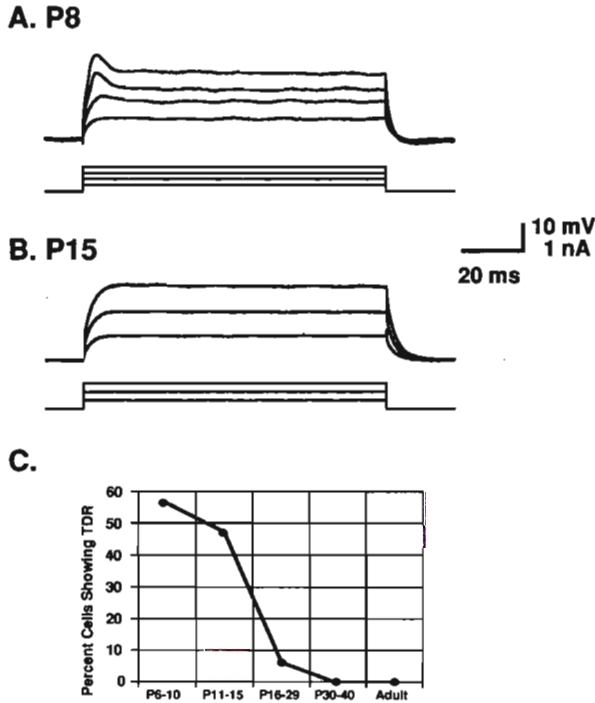 A. P8
10 mV
1 nA
20 ms
B. P15
C.
Percent Cells Showing TDR
60
50
40
30
20
10
0
P6-10 P11-15 P16-29 P30-40 Adult